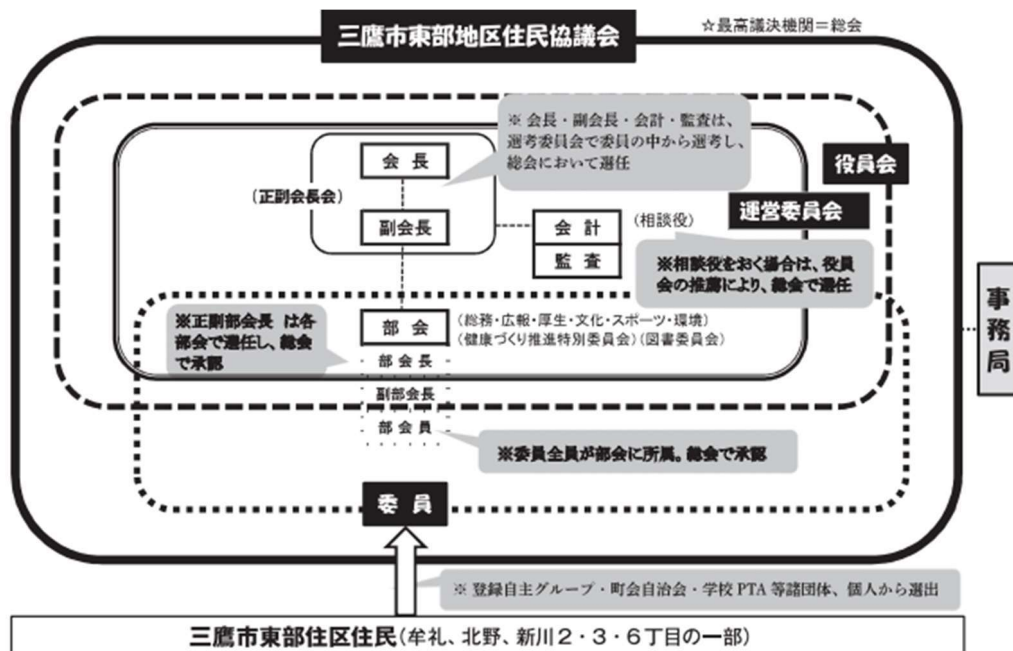 三鷹市東部地区住民協議会
☆最高議決機関＝総会
※ 会長・副会長・会計・監査は、
選考委員会で委員の中から選考し、
総会において選任
役員会
会 長
(正副会長会)
副会長
運営委員会
(相談役)
会 計
監 査
※相談役をおく場合は、役員
会の推薦により、総会で選任
事務局
※正副部会長 は各
部会で選任し、総会
で承認
部 会
(総務・広報・厚生・文化・スポーツ・環境)
(健康づくり推進特別委員会)(図書委員会)
部 会 長
副部会長
部 会 員
※委員全員が部会に所属。総会で承認
委 員
※ 登録自主グループ・町会自治会・学校 PTA 等諸団体、個人から選出
三鷹市東部住区住民(牟礼、北野、新川２・３・６丁目の一部)